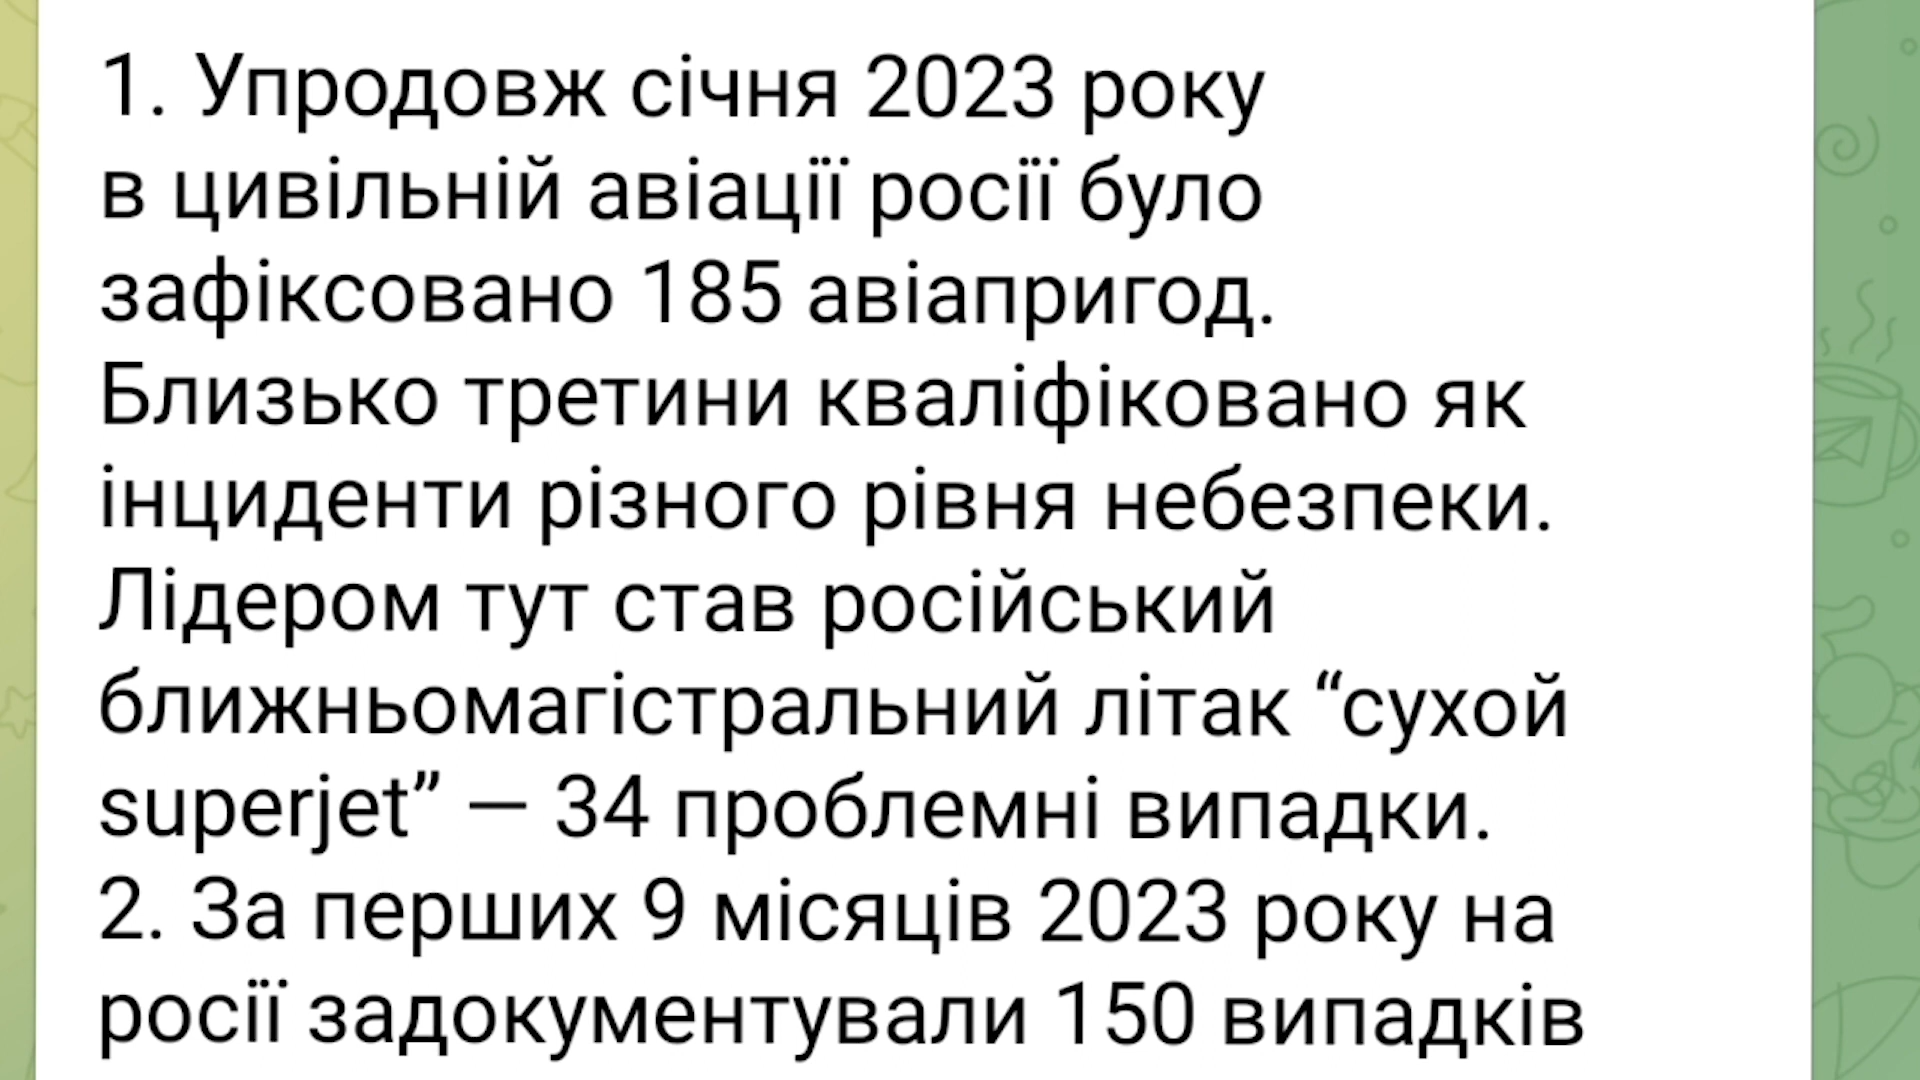 1. Упродовж січня 2023 року
в цивільній авіації росії було
зафіксовано 185 авіапригод.
Близько третини кваліфіковано як
інциденти різного рівня небезпеки.
Лідером тут став російський
ближньомагістральний літак “сухой
superjet” — 34 проблемні випадки.
2. За перших 9 місяців 2023 року на
росії задокументували 150 випадків